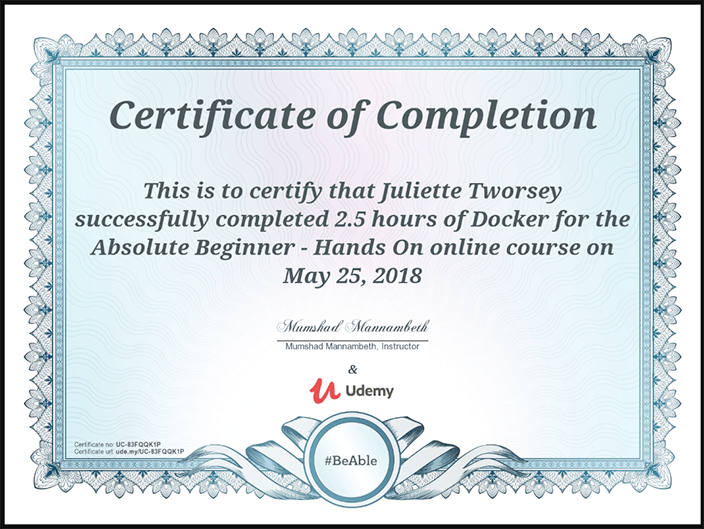 Certificate of Completion
This is to certify that Juliette Tworsey
successfully completed 2.5 hours of Docker for the
Absolute Beginner - Hands On online course on
May 25, 2018
Mumshad Mannambeth
Mumshad Mannambeth, Instructor
&
Udemy
Certificate no: UC-83FQQK1P
Certificate url: ude.my/UC-83FQQK1P
#BeAble